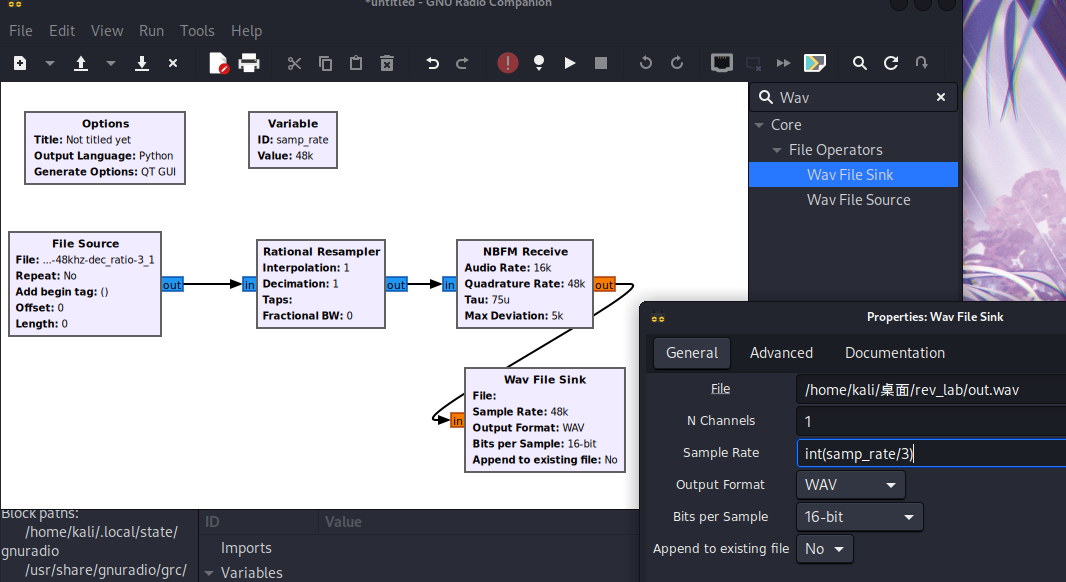 *untitled - GNU Radio Companion
File Edit View Run Tools Help
Options
Title: Not titled yet
Output Language: Python
Generate Options: QT GUI
Variable
ID: samp_rate
Value: 48k
Wav
Core
File Operators
Wav File Sink
Wav File Source
File Source
File: ...-48khz-dec_ratio-3_1
Repeat: No
Add begin tag: ()
Offset: 0
Length: 0
out
in
Rational Resampler
Interpolation: 1
Decimation: 1
Taps:
Fractional BW: 0
out
in
NBFM Receive
Audio Rate: 16k
Quadrature Rate: 48k
Tau: 75u
Max Deviation: 5k
out
in
Wav File Sink
File:
Sample Rate: 48k
Output Format: WAV
Bits per Sample: 16-bit
Append to existing file: No
Properties: Wav File Sink
General Advanced Documentation
File /home/kali/桌面/rev_lab/out.wav
N Channels 1
Sample Rate int(samp_rate/3)
Output Format WAV
Bits per Sample 16-bit
Append to existing file No
Block paths:
/home/kali/.local/state/
gnuradio
/usr/share/gnuradio/grc/
ID Value
Imports
Variables